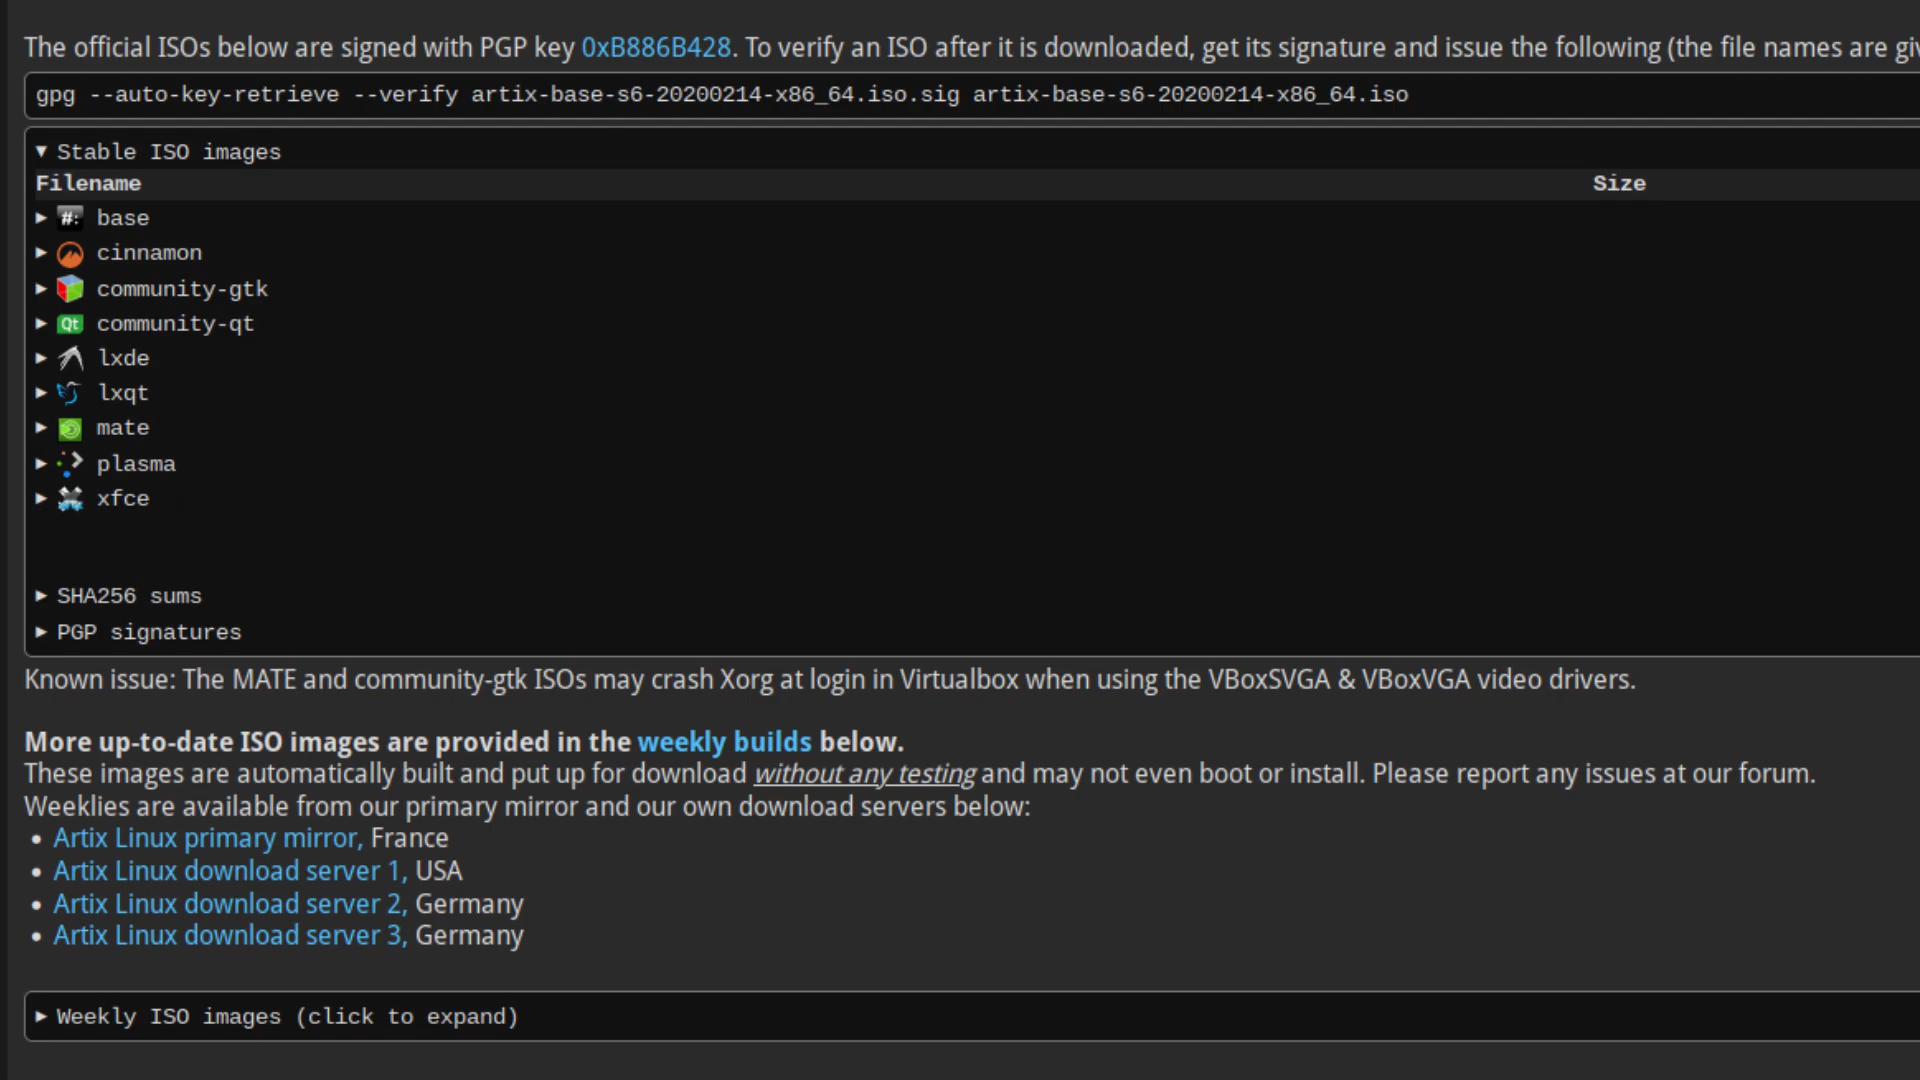 The official ISOs below are signed with PGP key 0xB886B428. To verify an ISO after it is downloaded, get its signature and issue the following (the file names are
gpg --auto-key-retrieve --verify artix-base-s6-20200214-x86_64.iso.sig artix-base-s6-20200214-x86_64.iso
▼ Stable ISO images
Filename Size
▶ #: base
▶ cinnamon
▶ community-gtk
▶ Qt community-qt
▶ lxde
▶ lxqt
▶ mate
▶ plasma
▶ xfce
▶ SHA256 sums
▶ PGP signatures
Known issue: The MATE and community-gtk ISOs may crash Xorg at login in Virtualbox when using the VBoxSVGA & VBoxVGA video drivers.
More up-to-date ISO images are provided in the weekly builds below.
These images are automatically built and put up for download without any testing and may not even boot or install. Please report any issues at our forum.
Weeklies are available from our primary mirror and our own download servers below:
• Artix Linux primary mirror, France
• Artix Linux download server 1, USA
• Artix Linux download server 2, Germany
• Artix Linux download server 3, Germany
▶ Weekly ISO images (click to expand)